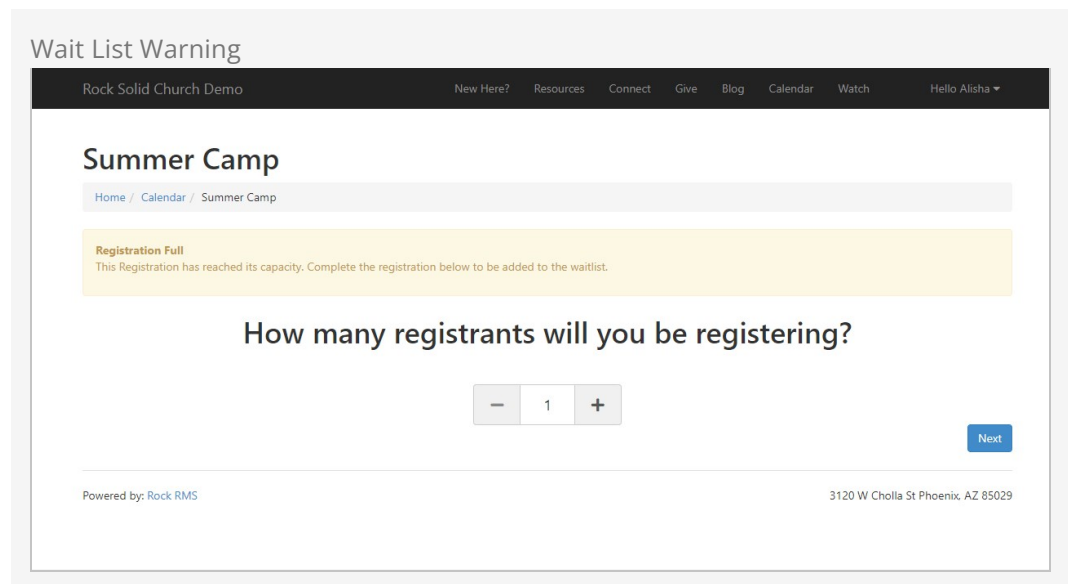 Wait List Warning
Rock Solid Church Demo New Here? Resources Connect Give Blog Calendar Watch Hello Alisha
Summer Camp
Home / Calendar / Summer Camp
Registration Full
This Registration has reached its capacity. Complete the registration below to be added to the waitlist.
How many registrants will you be registering?
− 1 +
Next
Powered by: Rock RMS 3120 W Cholla St Phoenix, AZ 85029